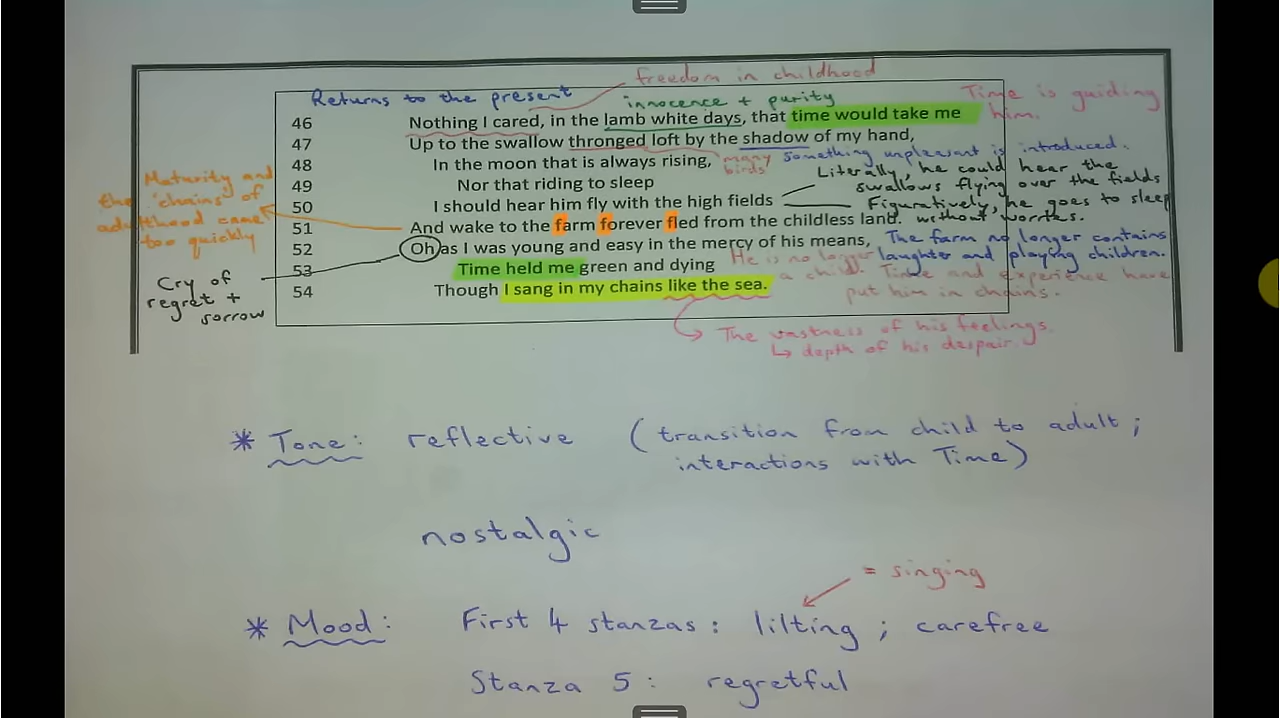 freedom in childhood
Returns to the present
innocence + purity
Time is guiding
him.
46 Nothing I cared, in the lamb white days, that time would take me
47 Up to the swallow thronged loft by the shadow of my hand,
many
birds
something unpleasant is introduced.
48 In the moon that is always rising,
Literally, he could hear the
swallows flying over the fields
49 Nor that riding to sleep
50 I should hear him fly with the high fields
Figuratively, he goes to sleep
without worries.
51 And wake to the farm forever fled from the childless land.
Maturity and
the 'chains' of
adulthood came
too quickly
52 Oh as I was young and easy in the mercy of his means,
The farm no longer contains
laughter and playing children.
53 Time held me green and dying
He is no longer
a child. Time and experience have
put him in chains.
54 Though I sang in my chains like the sea.
Cry of
regret +
sorrow
The vastness of his feelings.
↳ depth of his despair.
* Tone: reflective (transition from child to adult;
interactions with Time)
nostalgic
= singing
* Mood: First 4 stanzas: lilting; carefree
Stanza 5: regretful